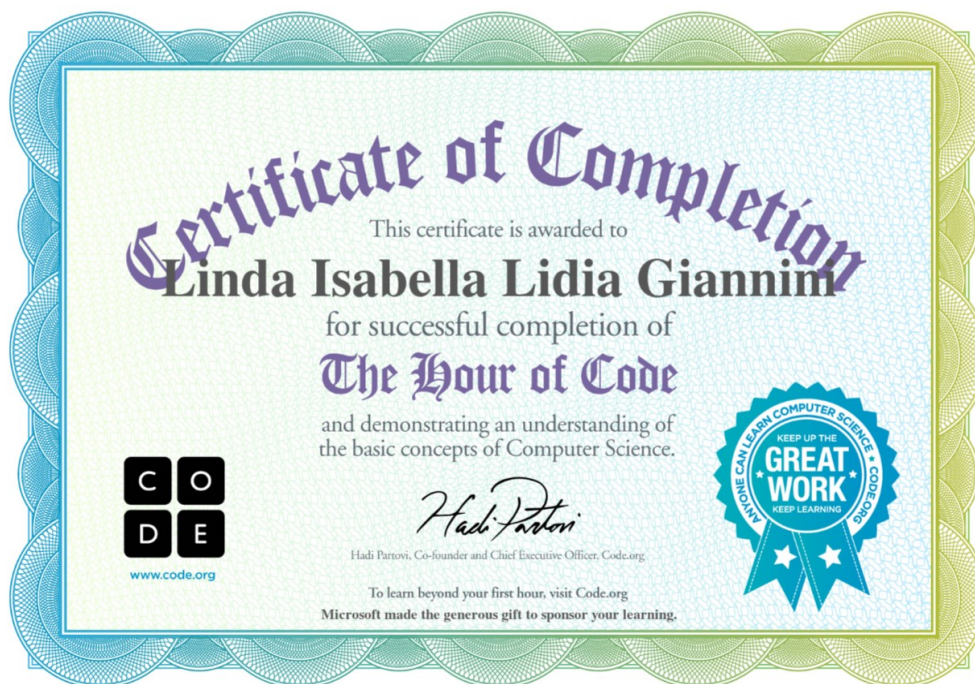 Certificate of Completion
This certificate is awarded to
Linda Isabella Lidia Giannini
for successful completion of
The Hour of Code
and demonstrating an understanding of
the basic concepts of Computer Science.
C O
D E
www.code.org
Hadi Partovi
Hadi Partovi, Co-founder and Chief Executive Officer, Code.org
To learn beyond your first hour, visit Code.org
Microsoft made the generous gift to sponsor your learning.
ANYONE CAN LEARN COMPUTER SCIENCE ★ CODE.ORG
KEEP UP THE
GREAT
WORK
KEEP LEARNING